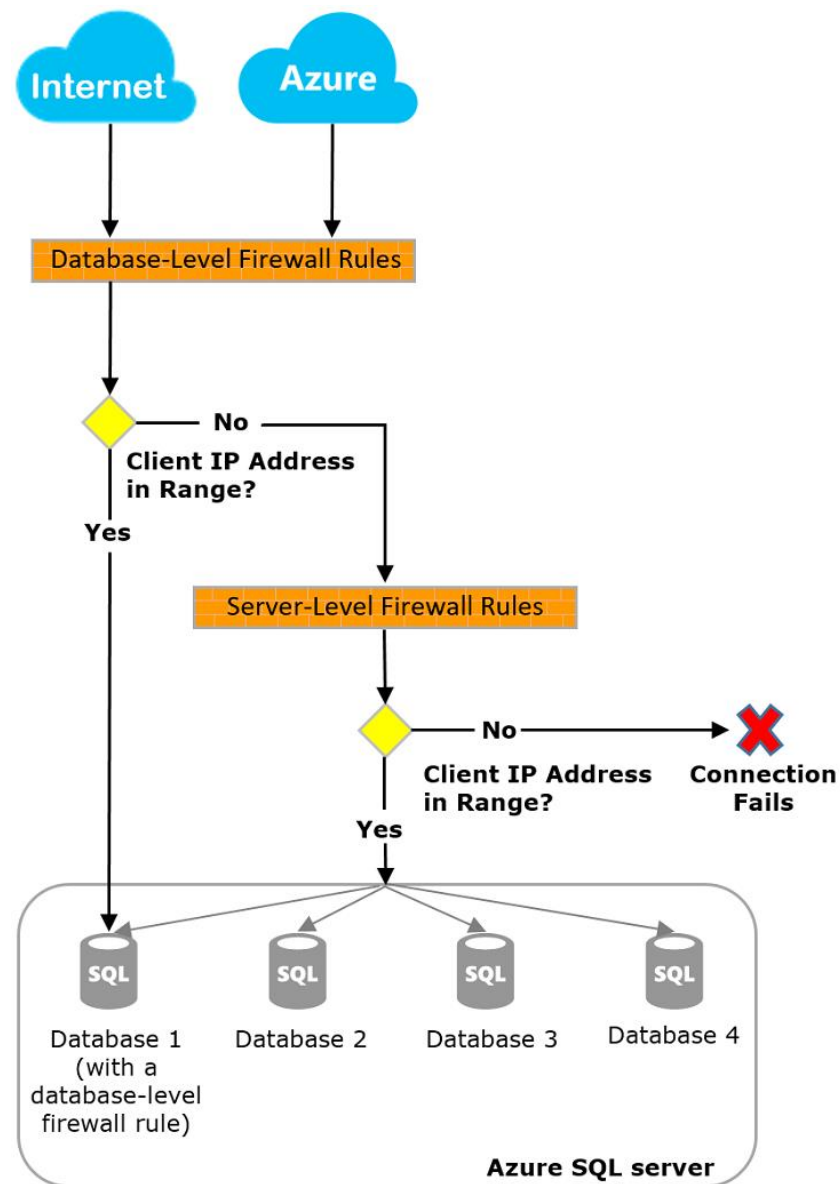 Internet
Azure
Database-Level Firewall Rules
No
Client IP Address
in Range?
Yes
Server-Level Firewall Rules
No
Client IP Address
in Range?
Connection
Fails
Yes
SQL
SQL
SQL
SQL
Database 1
(with a
database-level
firewall rule)
Database 2
Database 3
Database 4
Azure SQL server